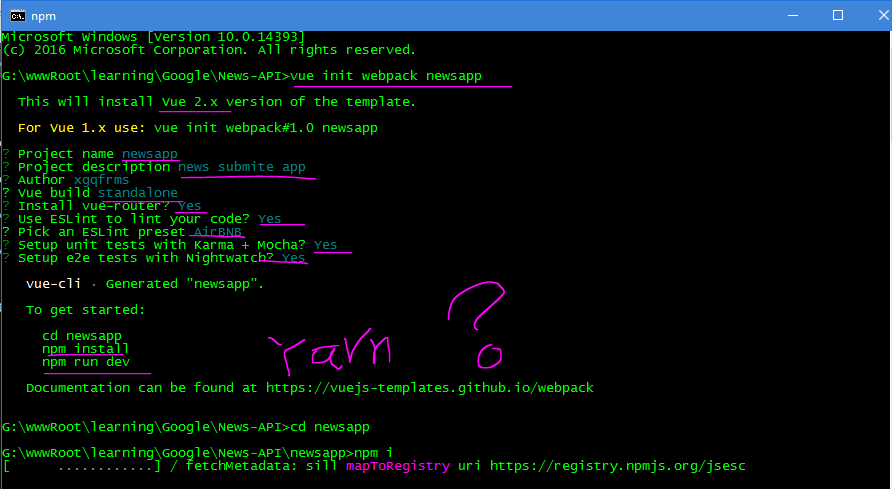 npm
Microsoft Windows [Version 10.0.14393]
(c) 2016 Microsoft Corporation. All rights reserved.
G:\wwwRoot\learning\Google\News-API>vue init webpack newsapp
This will install Vue 2.x version of the template.
For Vue 1.x use: vue init webpack#1.0 newsapp
? Project name newsapp
? Project description news submite app
? Author xgqfrms
? Vue build standalone
? Install vue-router? Yes
? Use ESLint to lint your code? Yes
? Pick an ESLint preset AirBNB
? Setup unit tests with Karma + Mocha? Yes
? Setup e2e tests with Nightwatch? Yes
vue-cli · Generated "newsapp".
To get started:
cd newsapp
npm install
npm run dev
Yarn ?
Documentation can be found at https://vuejs-templates.github.io/webpack
G:\wwwRoot\learning\Google\News-API>cd newsapp
G:\wwwRoot\learning\Google\News-API\newsapp>npm i
[      ............] / fetchMetadata: sill mapToRegistry uri https://registry.npmjs.org/jsesc